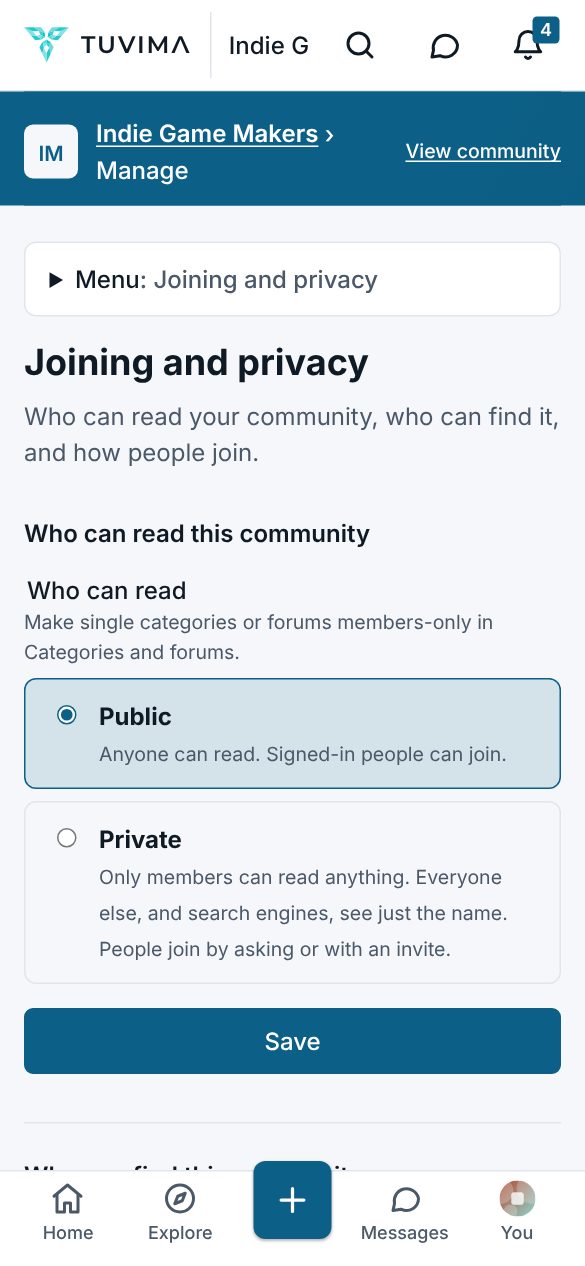 TUVIMA
Indie G
4
IM
Indie Game Makers ›
Manage
View community
Menu: Joining and privacy
Joining and privacy
Who can read your community, who can find it,
and how people join.
Who can read this community
Who can read
Make single categories or forums members-only in
Categories and forums.
Public
Anyone can read. Signed-in people can join.
Private
Only members can read anything. Everyone
else, and search engines, see just the name.
People join by asking or with an invite.
Save
Home
Explore
Messages
You